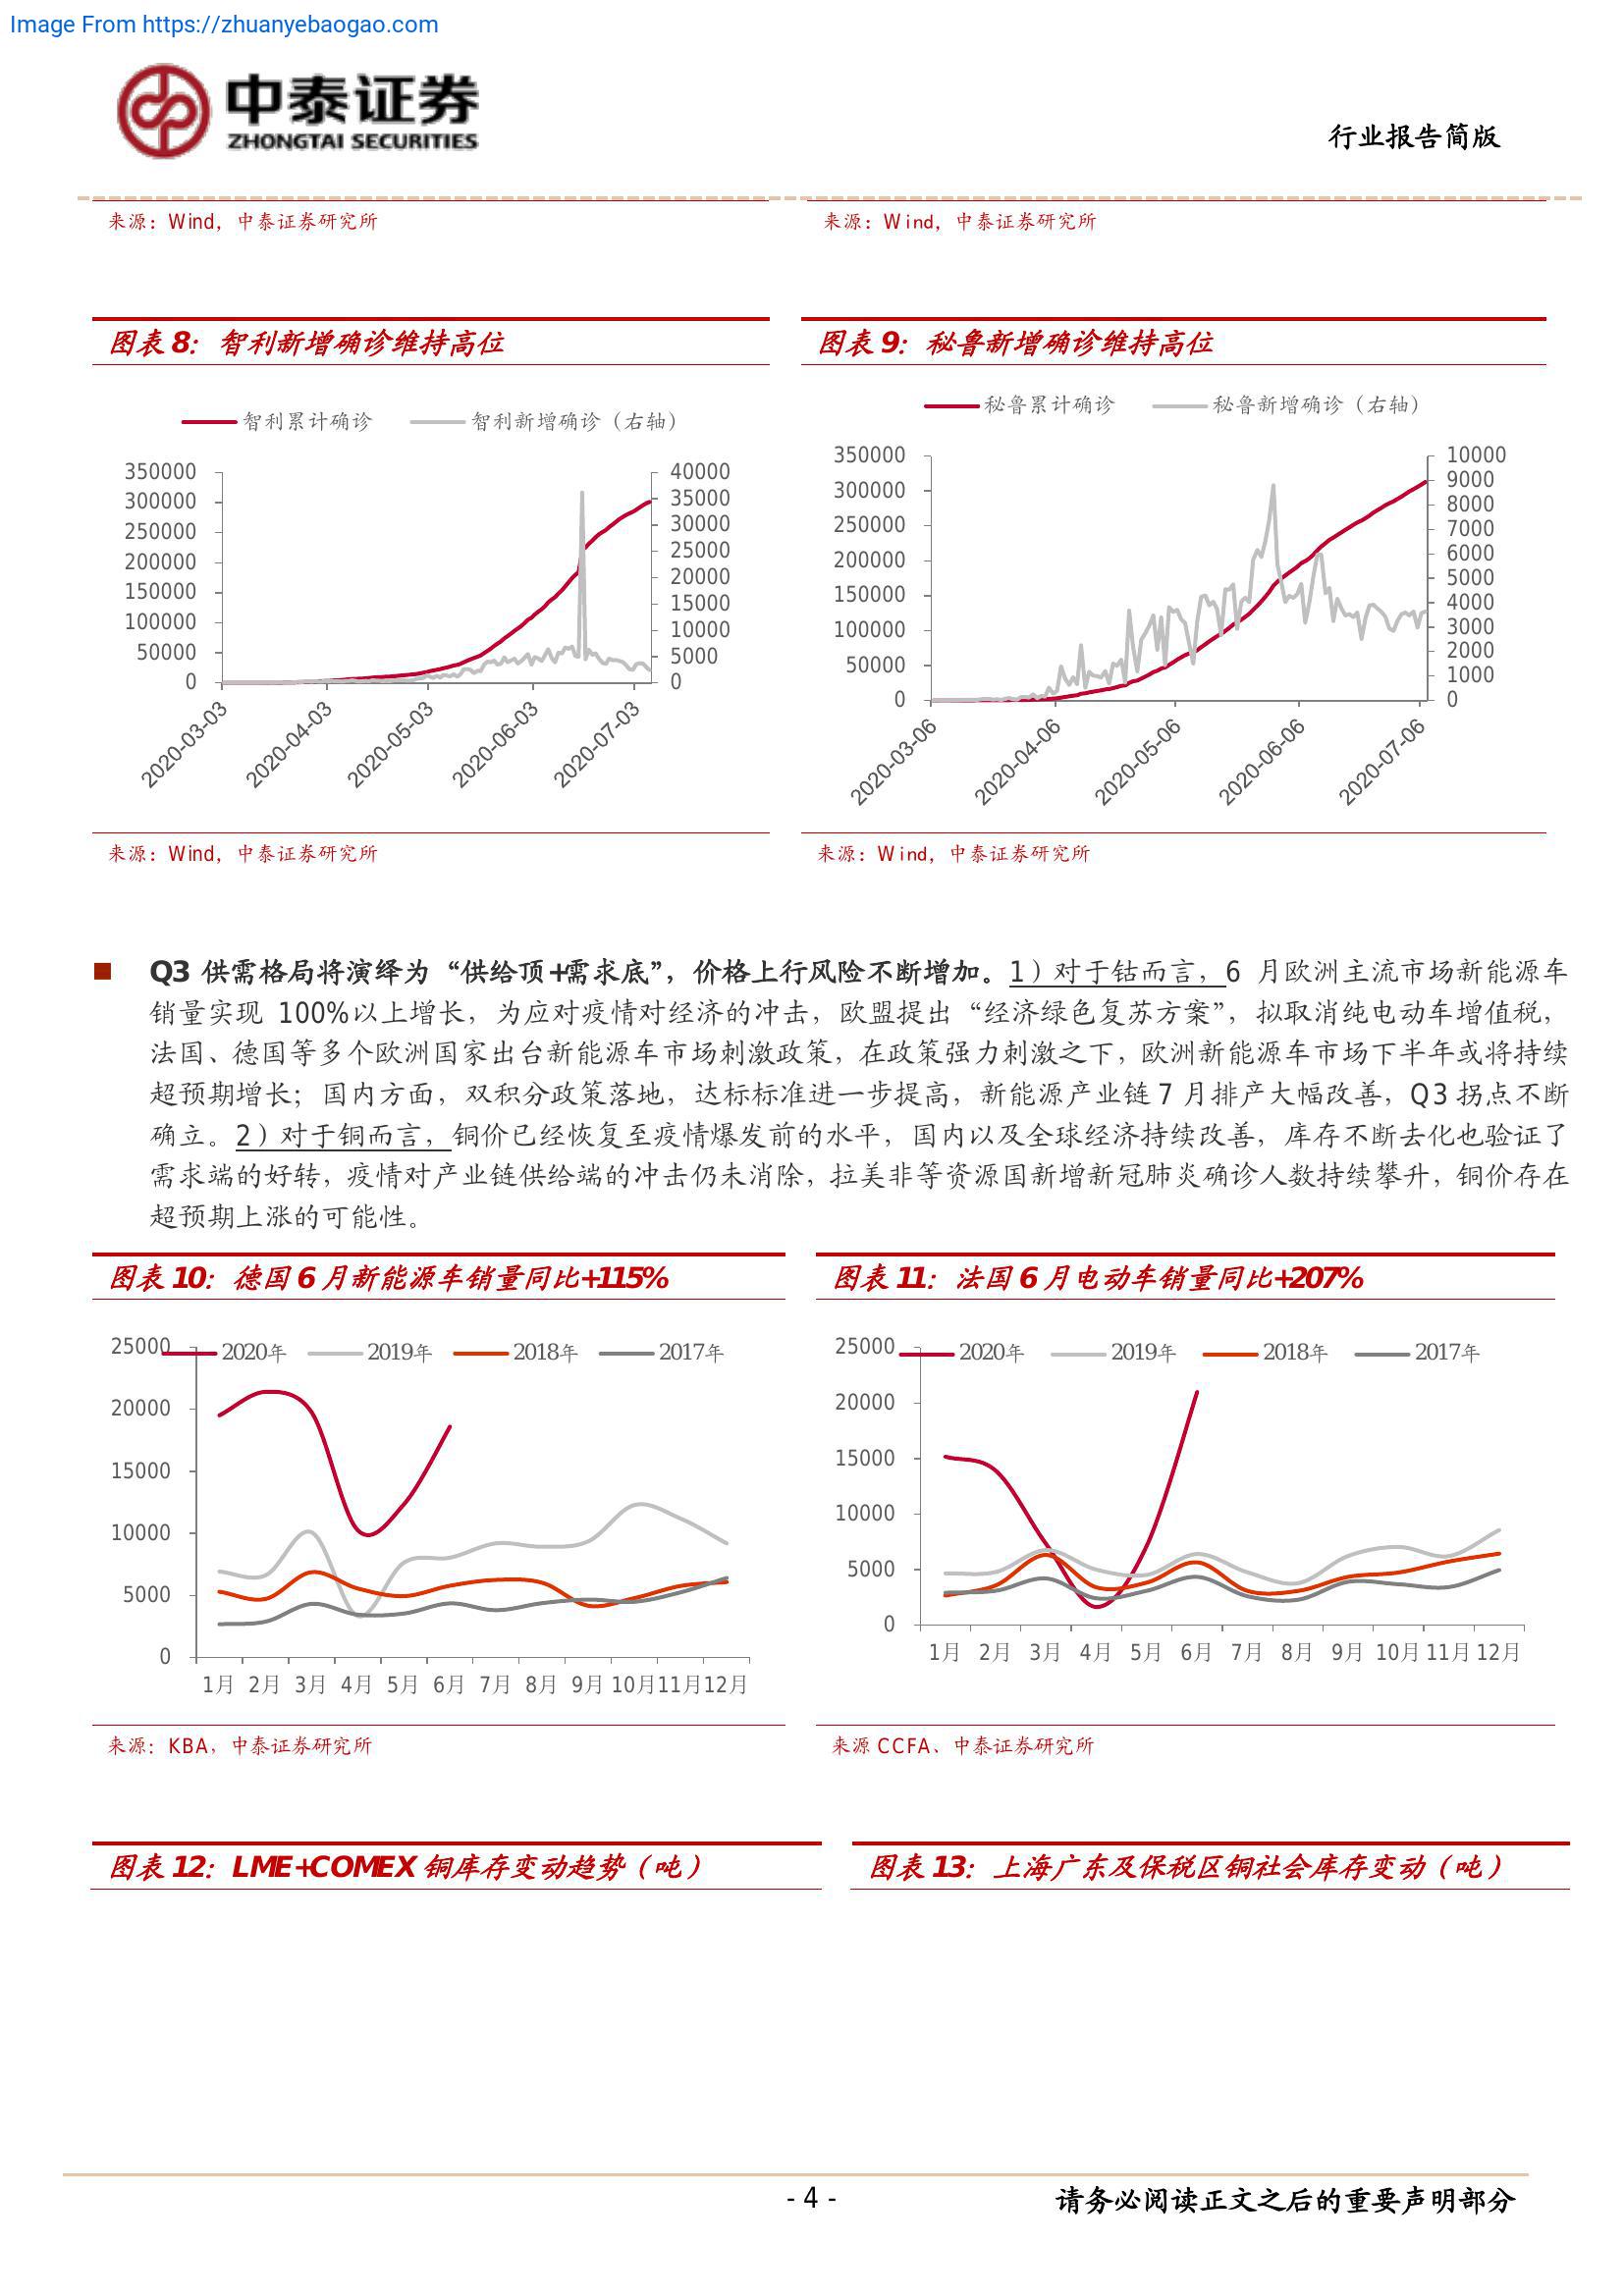 Image From https://zhuanyebaogao.com
中泰证券
ZHONGTAI SECURITIES
行业报告简版
来源：Wind，中泰证券研究所
来源：Wind，中泰证券研究所
图表8：智利新增确诊维持高位
智利累计确诊 智利新增确诊（右轴）
350000
300000
250000
200000
150000
100000
50000
0
40000
35000
30000
25000
20000
15000
10000
5000
0
2020-03-03
2020-04-03
2020-05-03
2020-06-03
2020-07-03
来源：Wind，中泰证券研究所
图表9：秘鲁新增确诊维持高位
秘鲁累计确诊 秘鲁新增确诊（右轴）
350000
300000
250000
200000
150000
100000
50000
0
10000
9000
8000
7000
6000
5000
4000
3000
2000
1000
0
2020-03-06
2020-04-06
2020-05-06
2020-06-06
2020-07-06
来源：Wind，中泰证券研究所
■ Q3 供需格局将演绎为“供给顶+需求底”，价格上行风险不断增加。1）对于钴而言，6 月欧洲主流市场新能源车
销量实现 100%以上增长，为应对疫情对经济的冲击，欧盟提出“经济绿色复苏方案”，拟取消纯电动车增值税，
法国、德国等多个欧洲国家出台新能源车市场刺激政策，在政策强力刺激之下，欧洲新能源车市场下半年或将持续
超预期增长；国内方面，双积分政策落地，达标标准进一步提高，新能源产业链 7 月排产大幅改善，Q3 拐点不断
确立。2）对于铜而言，铜价已经恢复至疫情爆发前的水平，国内以及全球经济持续改善，库存不断去化也验证了
需求端的好转，疫情对产业链供给端的冲击仍未消除，拉美非等资源国新增新冠肺炎确诊人数持续攀升，铜价存在
超预期上涨的可能性。
图表10：德国6月新能源车销量同比+115%
2020年 2019年 2018年 2017年
25000
20000
15000
10000
5000
0
1月 2月 3月 4月 5月 6月 7月 8月 9月 10月 11月 12月
来源：KBA，中泰证券研究所
图表11：法国6月电动车销量同比+207%
2020年 2019年 2018年 2017年
25000
20000
15000
10000
5000
0
1月 2月 3月 4月 5月 6月 7月 8月 9月 10月 11月 12月
来源 CCFA、中泰证券研究所
图表12：LME+COMEX铜库存变动趋势（吨）
图表13：上海广东及保税区铜社会库存变动（吨）
- 4 -
请务必阅读正文之后的重要声明部分